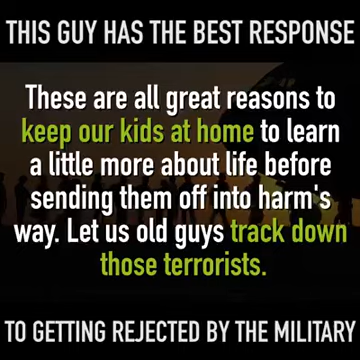 THIS GUY HAS THE BEST RESPONSE
These are all great reasons to
keep our kids at home to learn
a little more about life before
sending them off into harm's
way. Let us old guys track down
those terrorists.
TO GETTING REJECTED BY THE MILITARY